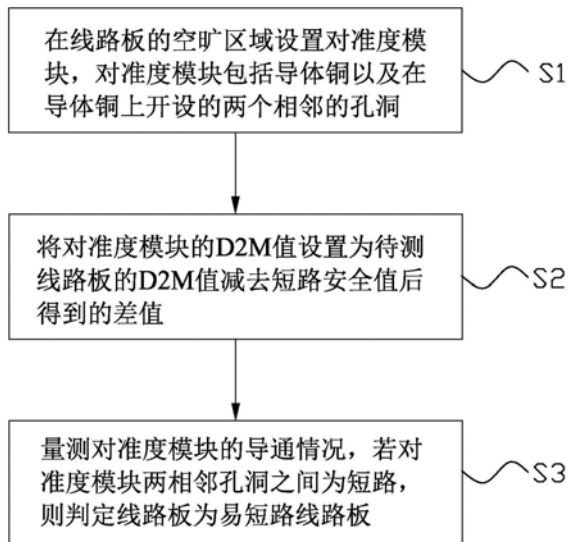 在线路板的空旷区域设置对准度模
块，对准度模块包括导体铜以及在
导体铜上开设的两个相邻的孔洞
S1
将对准度模块的D2M值设置为待测
线路板的D2M值减去短路安全值后
得到的差值
S2
量测对准度模块的导通情况，若对
准度模块两相邻孔洞之间为短路，
则判定线路板为易短路线路板
S3